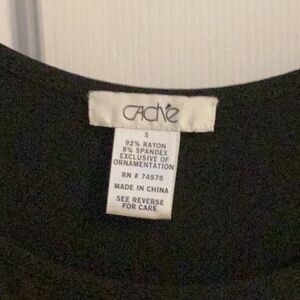 CACHÉ
S
92% RAYON
8% SPANDEX
EXCLUSIVE OF
ORNAMENTATION
RN # 74578
MADE IN CHINA
SEE REVERSE
FOR CARE